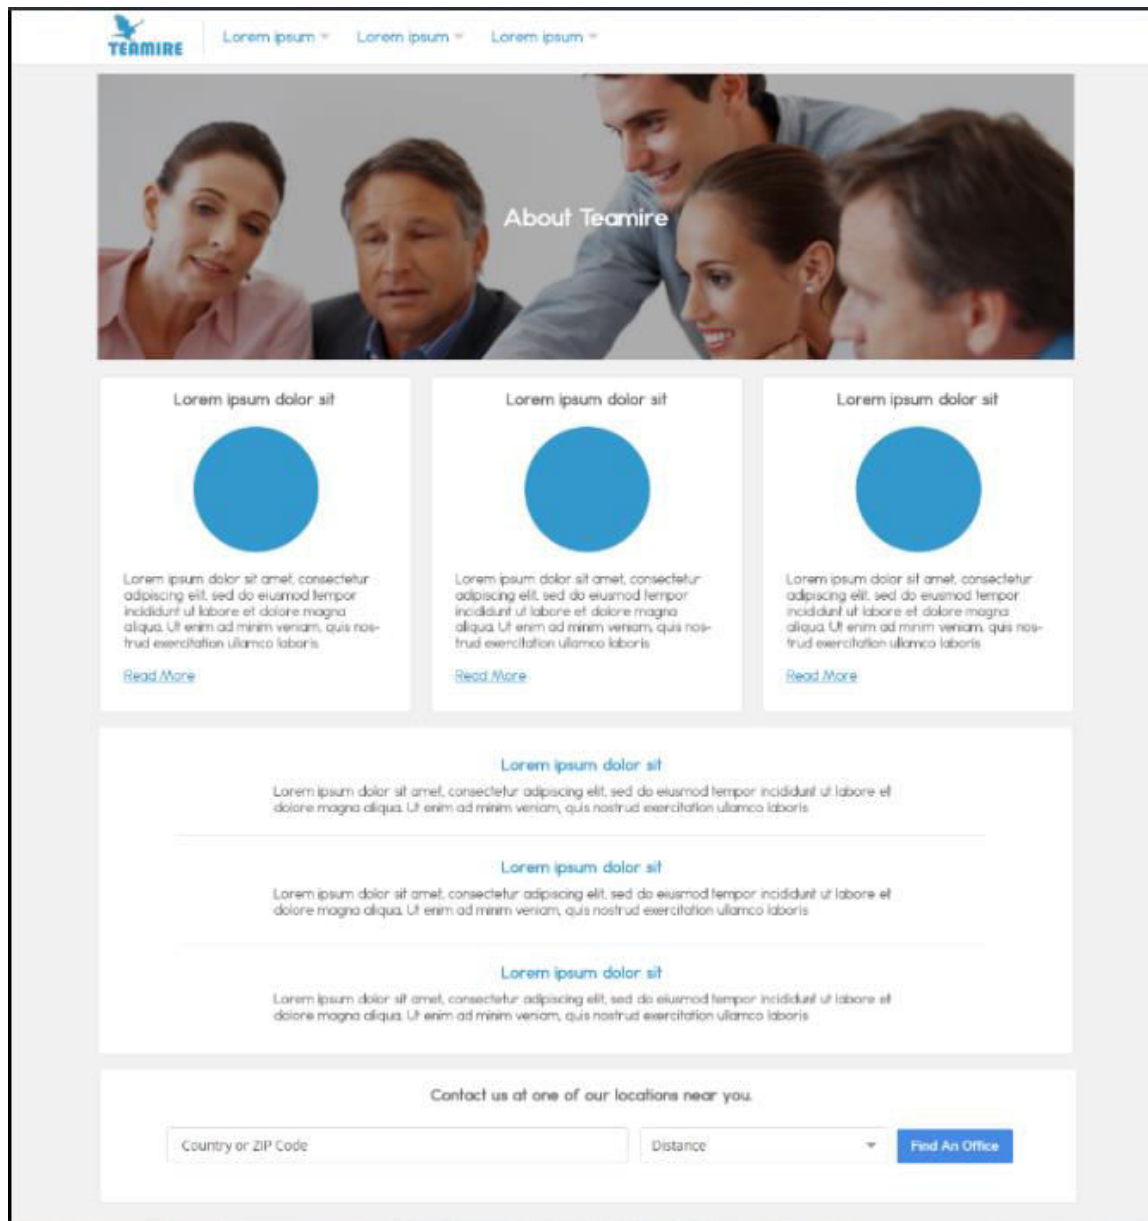 TEAMIRE
Lorem ipsum Lorem ipsum Lorem ipsum
About Teamire
Lorem ipsum dolor sit
Lorem ipsum dolor sit amet, consectetur
adipiscing elit, sed do eiusmod tempor
incididunt ut labore et dolore magna
aliqua. Ut enim ad minim veniam, quis nos-
trud exercitation ullamco laboris
Read More
Lorem ipsum dolor sit
Lorem ipsum dolor sit amet, consectetur
adipiscing elit, sed do eiusmod tempor
incididunt ut labore et dolore magna
aliqua. Ut enim ad minim veniam, quis nos-
trud exercitation ullamco laboris
Read More
Lorem ipsum dolor sit
Lorem ipsum dolor sit amet, consectetur
adipiscing elit, sed do eiusmod tempor
incididunt ut labore et dolore magna
aliqua. Ut enim ad minim veniam, quis nos-
trud exercitation ullamco laboris
Read More
Lorem ipsum dolor sit
Lorem ipsum dolor sit amet, consectetur adipiscing elit, sed do eiusmod tempor incididunt ut labore et
dolore magna aliqua. Ut enim ad minim veniam, quis nostrud exercitation ullamco laboris
Lorem ipsum dolor sit
Lorem ipsum dolor sit amet, consectetur adipiscing elit, sed do eiusmod tempor incididunt ut labore et
dolore magna aliqua. Ut enim ad minim veniam, quis nostrud exercitation ullamco laboris
Lorem ipsum dolor sit
Lorem ipsum dolor sit amet, consectetur adipiscing elit, sed do eiusmod tempor incididunt ut labore et
dolore magna aliqua. Ut enim ad minim veniam, quis nostrud exercitation ullamco laboris
Contact us at one of our locations near you.
Country or ZIP Code
Distance
Find An Office